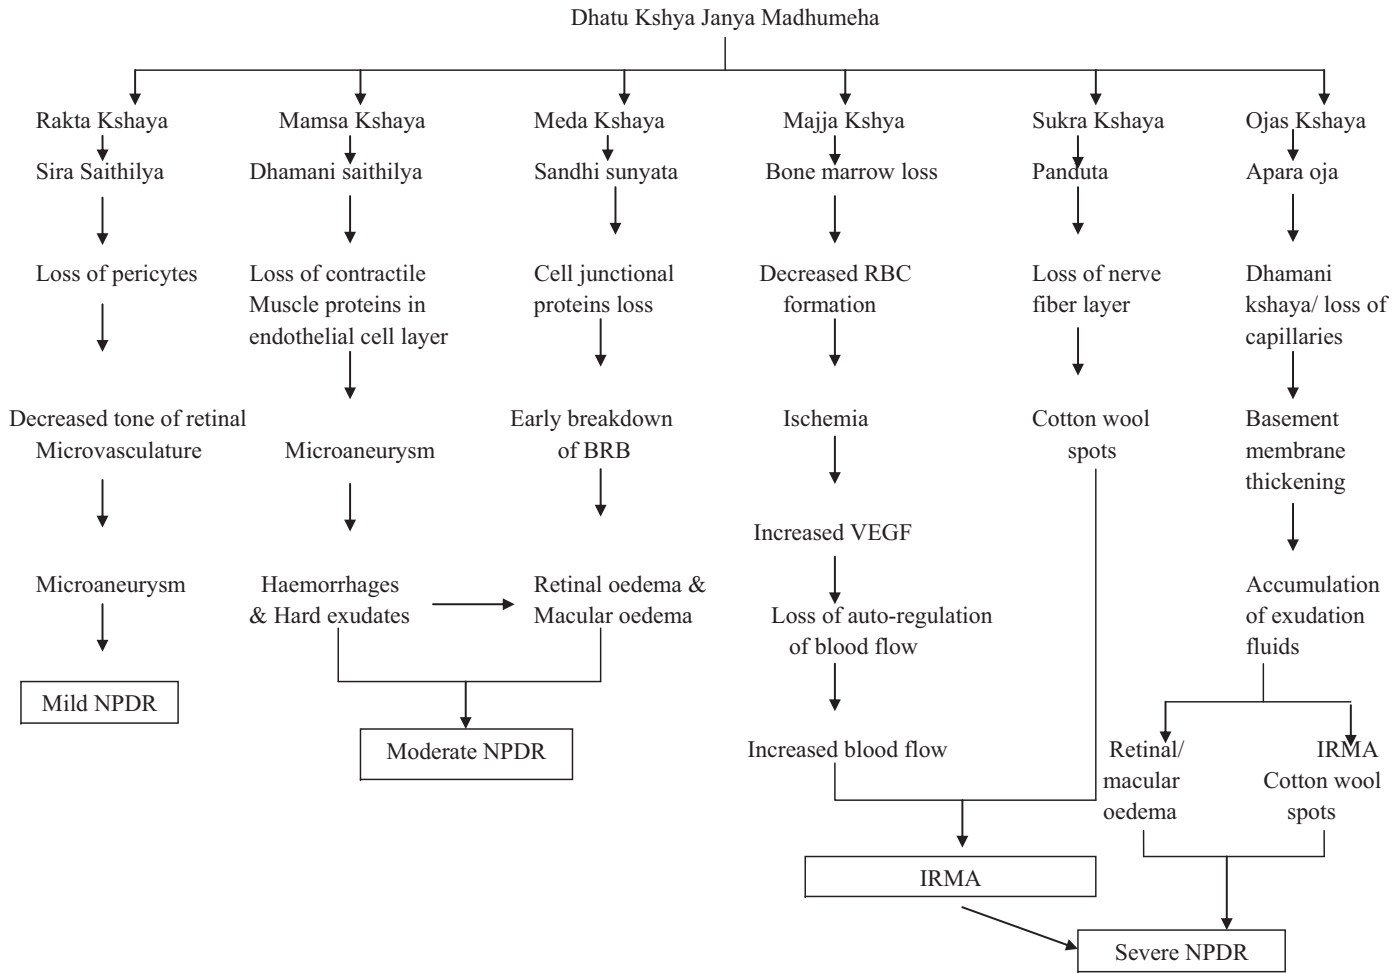 Dhatu Kshya Janya Madhumeha
Rakta Kshaya
Sira Saithilya
Loss of pericytes
Decreased tone of retinal
Microvasculature
Microaneurysm
Mild NPDR
Mamsa Kshaya
Dhamani saithilya
Loss of contractile
Muscle proteins in
endothelial cell layer
Microaneurysm
Haemorrhages
& Hard exudates
Meda Kshaya
Sandhi sunyata
Cell junctional
proteins loss
Early breakdown
of BRB
Retinal oedema &
Macular oedema
Moderate NPDR
Majja Kshya
Bone marrow loss
Decreased RBC
formation
Ischemia
Increased VEGF
Loss of auto-regulation
of blood flow
Increased blood flow
Sukra Kshaya
Panduta
Loss of nerve
fiber layer
Cotton wool
spots
IRMA
Ojas Kshaya
Apara oja
Dhamani
kshaya/ loss of
capillaries
Basement
membrane
thickening
Accumulation
of exudation
fluids
Retinal/
macular
oedema
IRMA
Cotton wool
spots
Severe NPDR